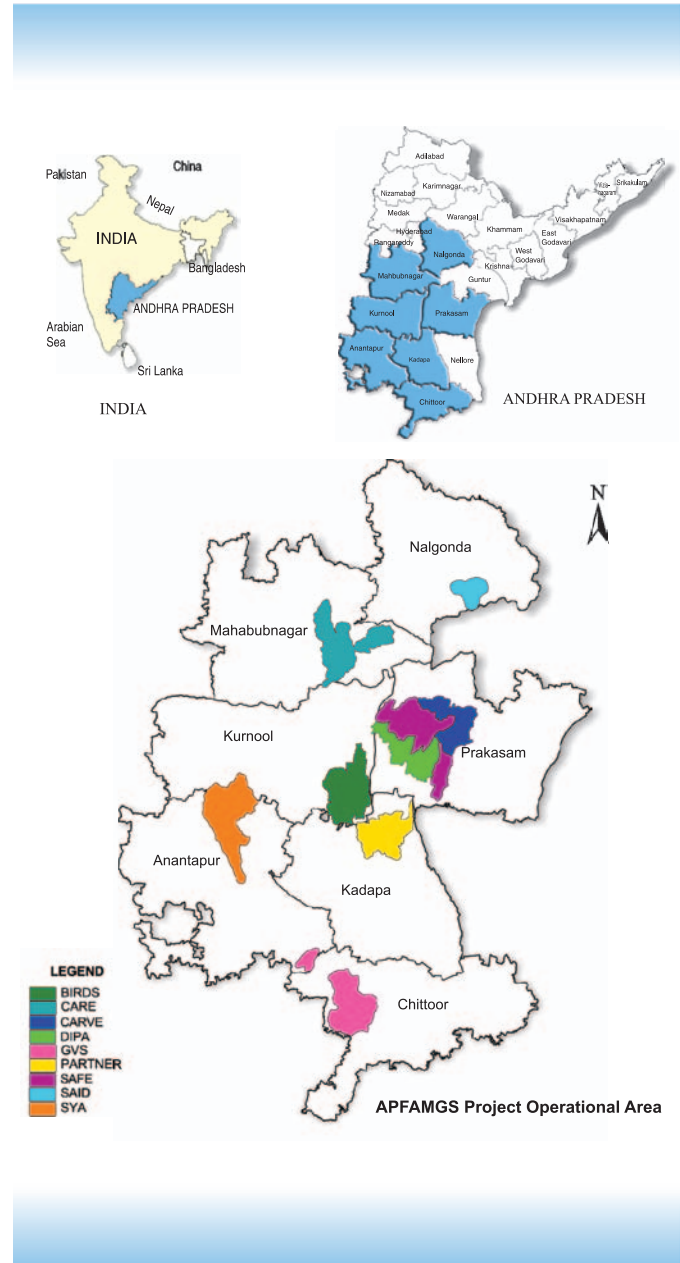 China
Pakistan
Nepal
INDIA
Bangladesh
ANDHRA PRADESH
Arabian
Sea
Sri Lanka
INDIA
Adilabad
Karimnagar
Nizamabad
Medak
Warangal
Hyderabad
Rangareddy
Khammam
Srikakulam
nagaram
Visakhapatnam
East
Godavari
West
Godavari
Nalgonda
Krishna
Mahbubnagar
Guntur
Kurnool
Prakasam
Anantapur
Kadapa
Nellore
Chittoor
ANDHRA PRADESH
N
Nalgonda
Mahabubnagar
Kurnool
Prakasam
Anantapur
Kadapa
Chittoor
LEGEND
BIRDS
CARE
CARVE
DIPA
GVS
PARTNER
SAFE
SAID
SYA
APFAMGS Project Operational Area